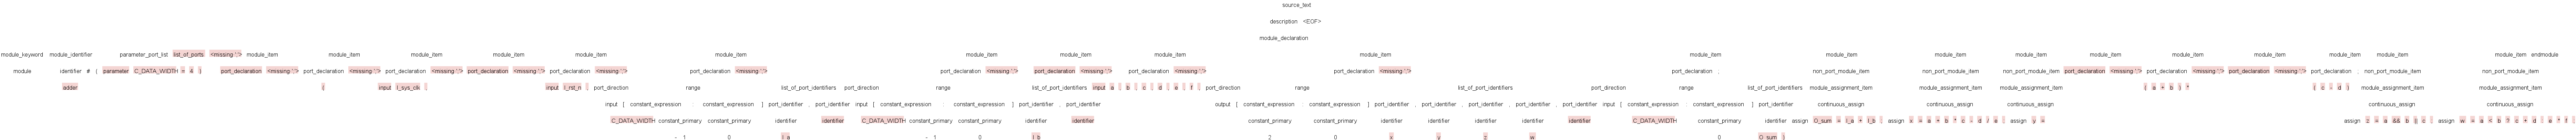 source_text
description <EOF>
module_declaration
module_keyword module_identifier parameter_port_list list_of_ports <missing ';'> module_item module_item module_item module_item module_item module_item module_item module_item module_item module_item module_item module_item module_item module_item module_item module_item module_item module_item module_item module_item endmodule
module identifier # ( parameter C_DATA_WIDTH = 4 ) port_declaration <missing ';'> port_declaration <missing ';'> port_declaration <missing ';'> port_declaration <missing ';'> port_declaration <missing ';'> port_declaration <missing ';'> port_declaration <missing ';'> port_declaration <missing ';'> port_declaration <missing ';'> port_declaration <missing ';'> port_declaration ; non_port_module_item non_port_module_item non_port_module_item port_declaration <missing ';'> port_declaration <missing ';'> port_declaration <missing ';'> port_declaration ; non_port_module_item non_port_module_item
adder ( input I_sys_clk , input I_rst_n , port_direction range list_of_port_identifiers port_direction range list_of_port_identifiers input a , b , c , d , e , f , port_direction range list_of_port_identifiers port_direction range list_of_port_identifiers module_assignment_item module_assignment_item module_assignment_item ( a + b ) * ( c - d ) module_assignment_item module_assignment_item
input [ constant_expression : constant_expression ] port_identifier , port_identifier input [ constant_expression : constant_expression ] port_identifier , port_identifier output [ constant_expression : constant_expression ] port_identifier , port_identifier , port_identifier , port_identifier , port_identifier input [ constant_expression : constant_expression ] port_identifier continuous_assign continuous_assign continuous_assign continuous_assign continuous_assign
C_DATA_WIDTH constant_primary constant_primary identifier identifier C_DATA_WIDTH constant_primary constant_primary identifier identifier constant_primary constant_primary identifier identifier identifier identifier identifier C_DATA_WIDTH constant_primary identifier assign O_sum = I_a + I_b ; assign x = a + b * c - d / e ; assign y = assign z = a && b || c ; assign w = a < b ? c + d : e * f ;
- 1 0 I_a - 1 0 I_b 2 0 x y z w 0 O_sum )